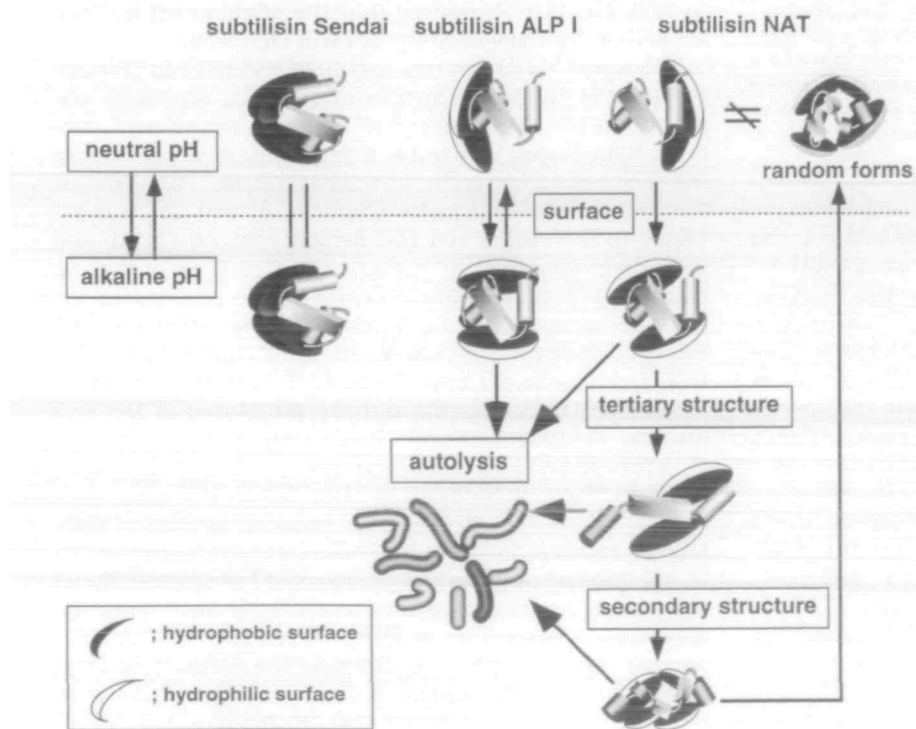 subtilisin Sendai
subtilisin ALP I
subtilisin NAT
neutral pH
random forms
surface
alkaline pH
tertiary structure
autolysis
secondary structure
; hydrophobic surface
; hydrophilic surface